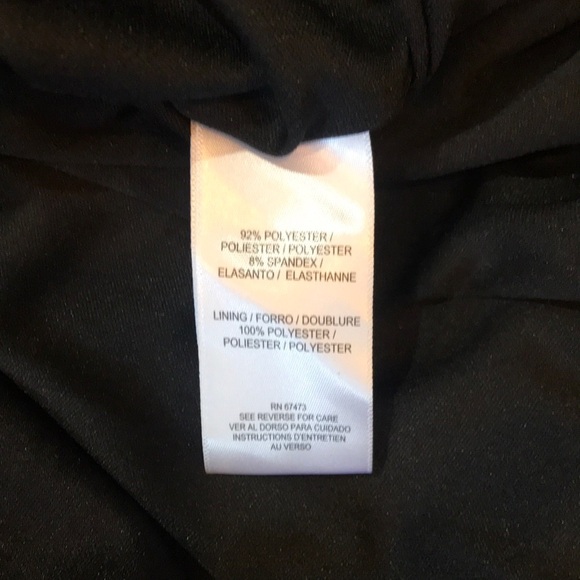 92% POLYESTER /
POLIESTER / POLYESTER
8% SPANDEX /
ELASANTO / ELASTHANNE
LINING / FORRO / DOUBLURE
100% POLYESTER /
POLIESTER / POLYESTER
RN 67473
SEE REVERSE FOR CARE
VER AL DORSO PARA CUIDADO
INSTRUCTIONS D'ENTRETIEN
AU VERSO